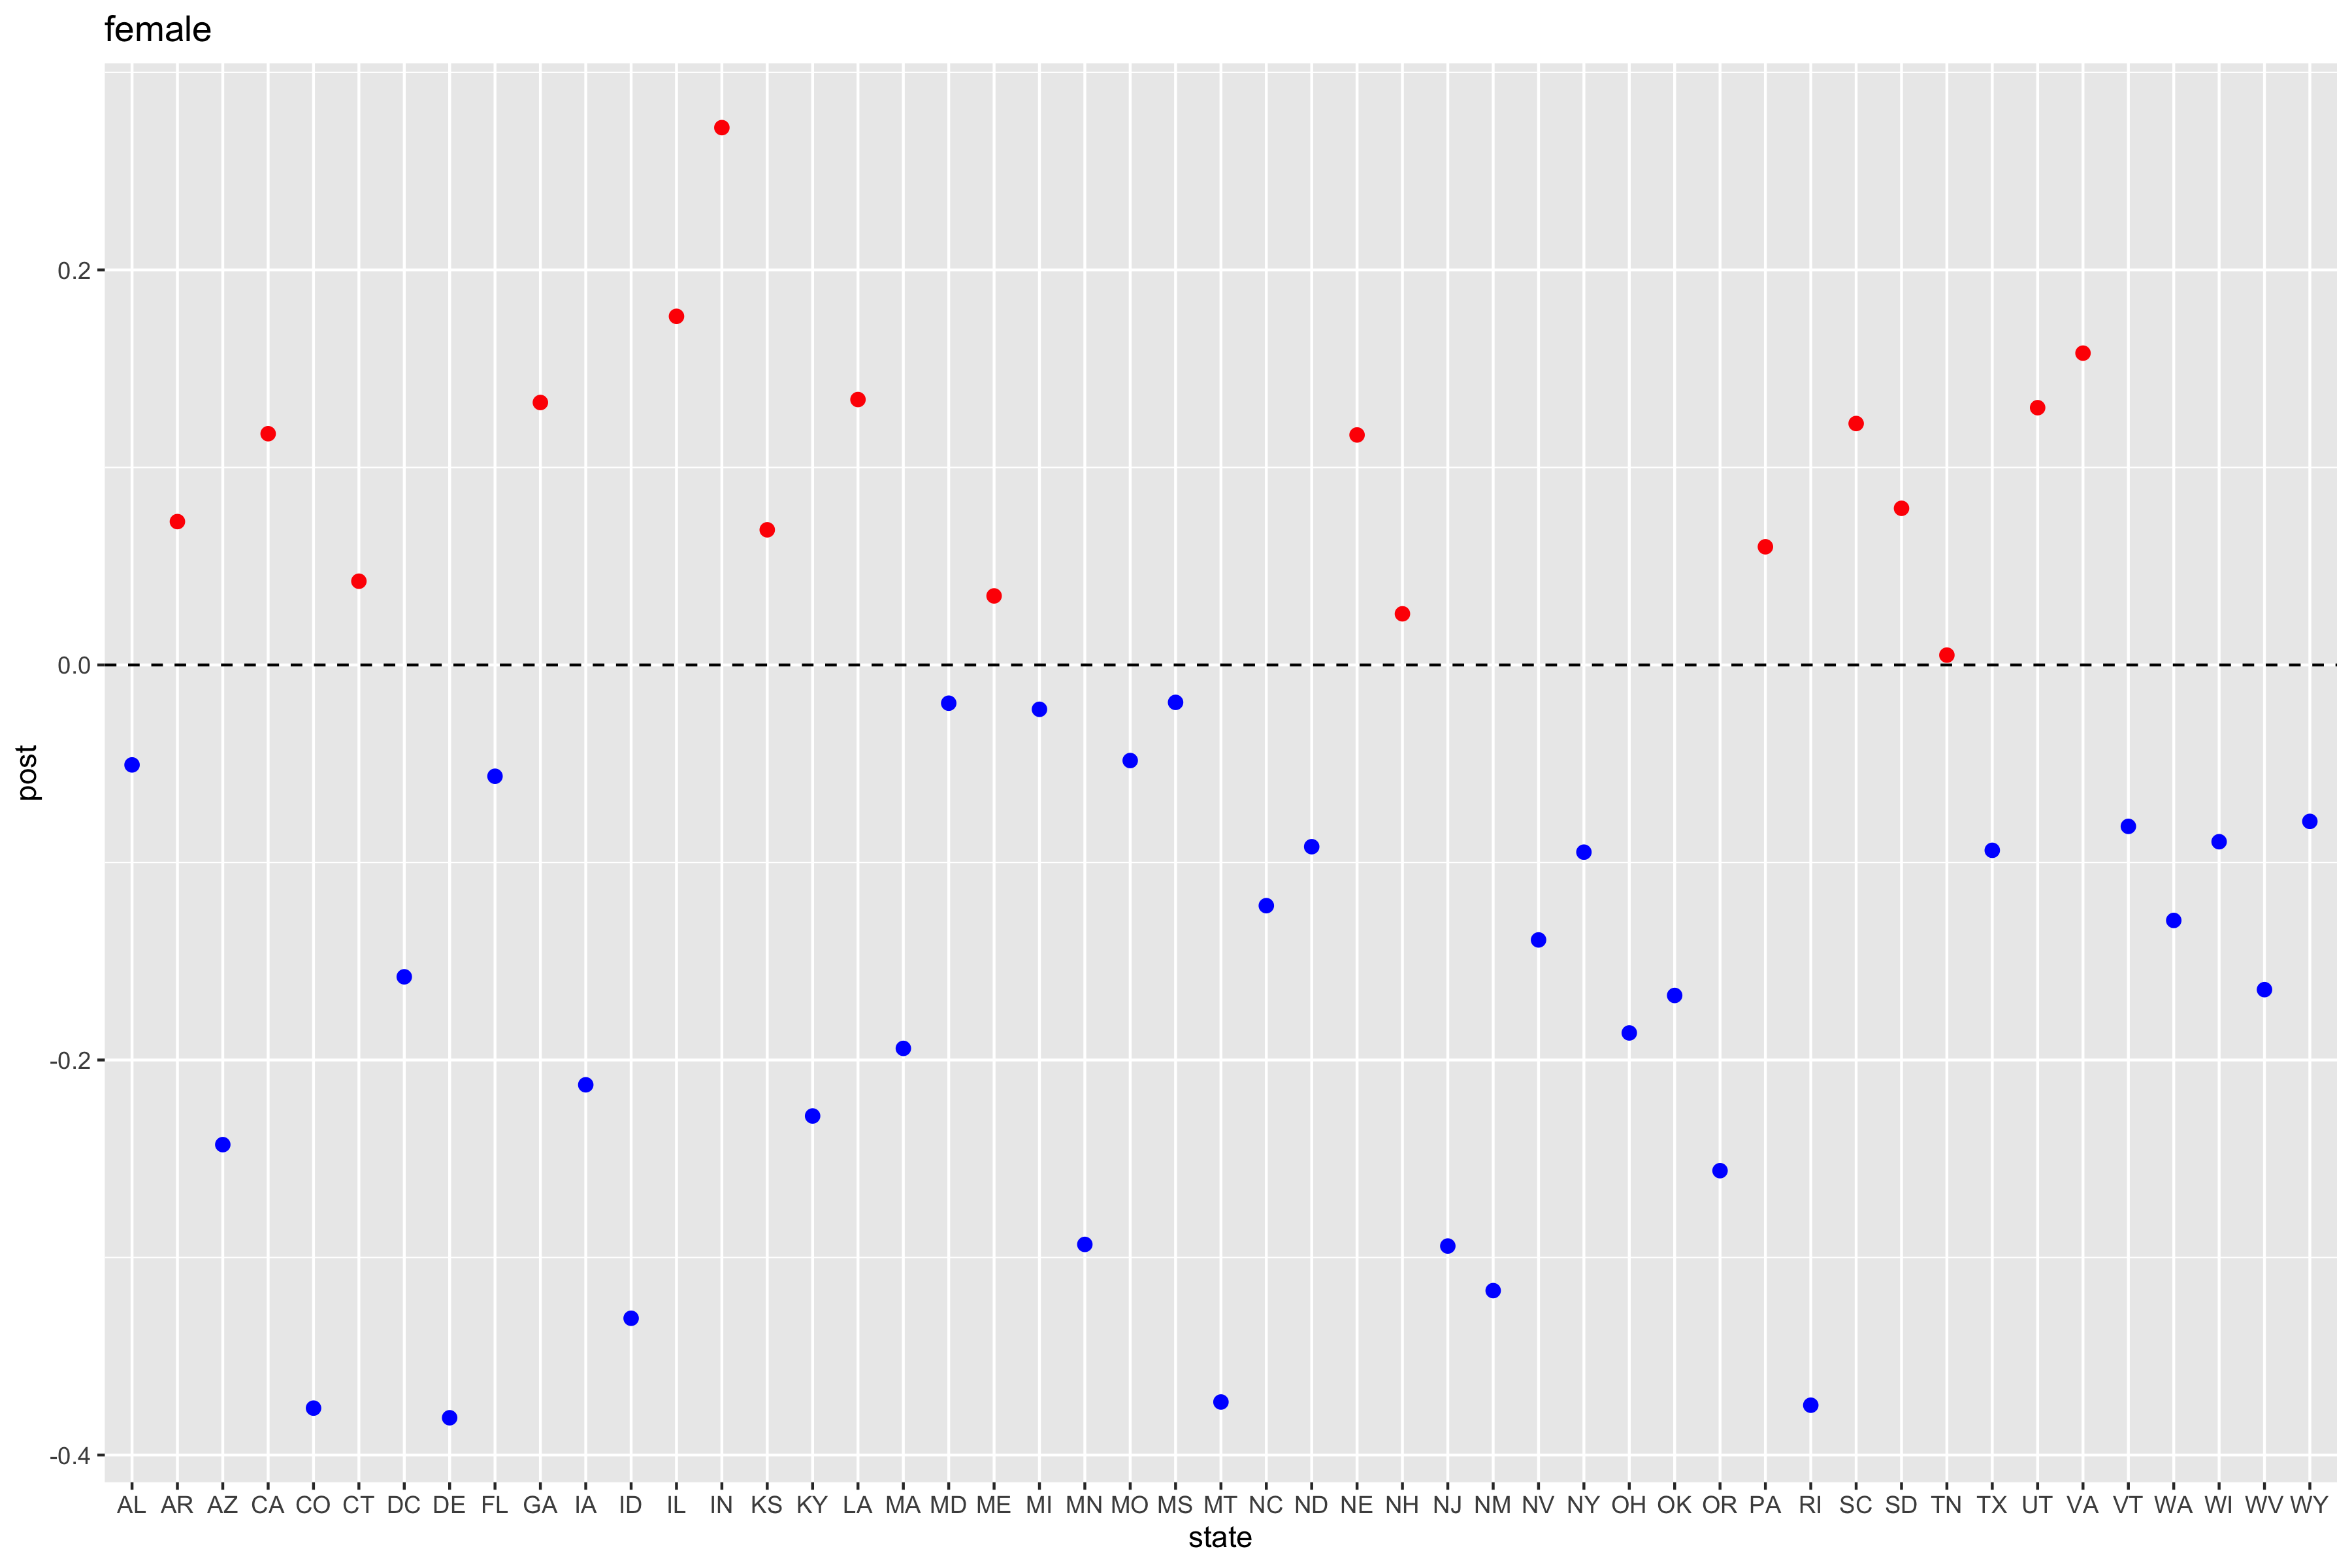 female
0.2
0.0
-0.2
-0.4
post
AL AR AZ CA CO CT DC DE FL GA IA ID IL IN KS KY LA MA MD ME MI MN MO MS MT NC ND NE NH NJ NM NV NY OH OK OR PA RI SC SD TN TX UT VA VT WA WI WV WY
state